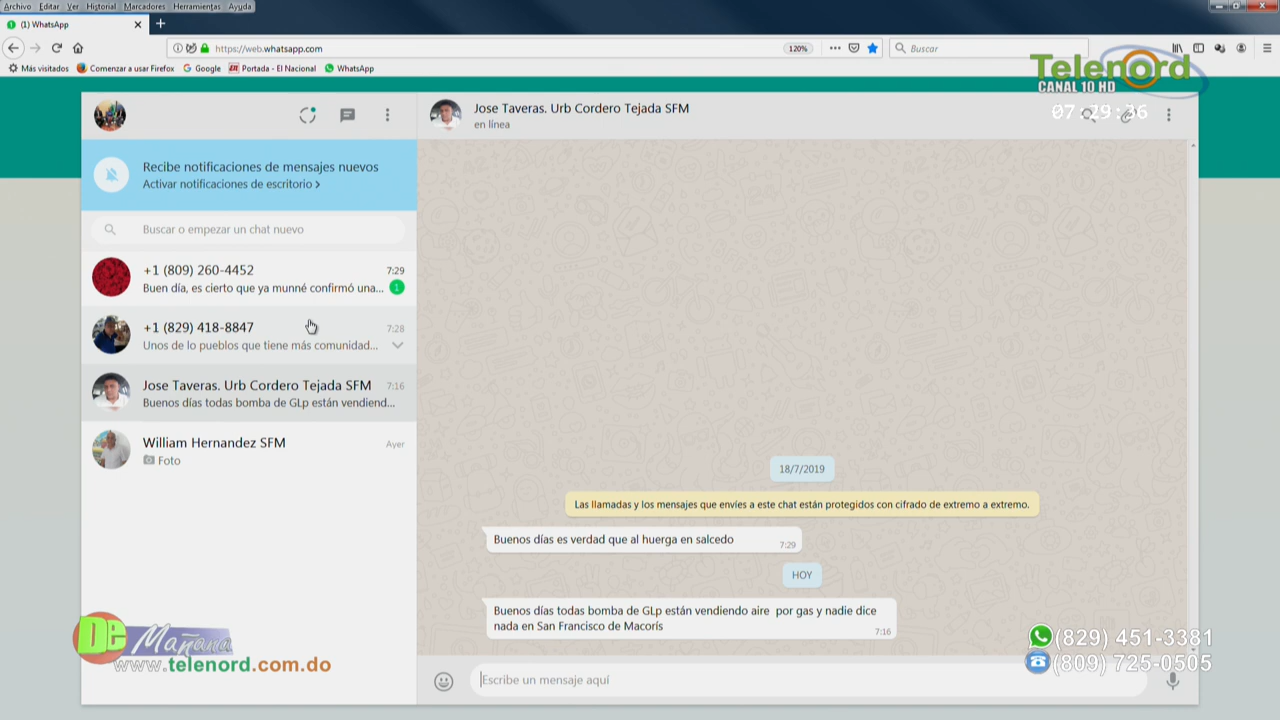 Archivo Editar Ver Historial Marcadores Herramientas Ayuda
(1) WhatsApp
https://web.whatsapp.com
120%
Buscar
Más visitados
Comenzar a usar Firefox
Google
Portada - El Nacional
WhatsApp
Telenord
CANAL 10 HD
07:29:36
Jose Taveras. Urb Cordero Tejada SFM
en línea
Recibe notificaciones de mensajes nuevos
Activar notificaciones de escritorio >
Buscar o empezar un chat nuevo
+1 (809) 260-4452
7:29
Buen día, es cierto que ya munné confirmó una...
1
+1 (829) 418-8847
7:28
Unos de lo pueblos que tiene más comunidad...
Jose Taveras. Urb Cordero Tejada SFM
7:16
Buenos días todas bomba de GLp están vendiend...
William Hernandez SFM
Ayer
Foto
18/7/2019
Las llamadas y los mensajes que envíes a este chat están protegidos con cifrado de extremo a extremo.
Buenos días es verdad que al huerga en salcedo
7:29
HOY
Buenos días todas bomba de GLp están vendiendo aire por gas y nadie dice
nada en San Francisco de Macorís
7:16
Escribe un mensaje aquí
De Mañana
www.telenord.com.do
(829) 451-3381
(809) 725-0505